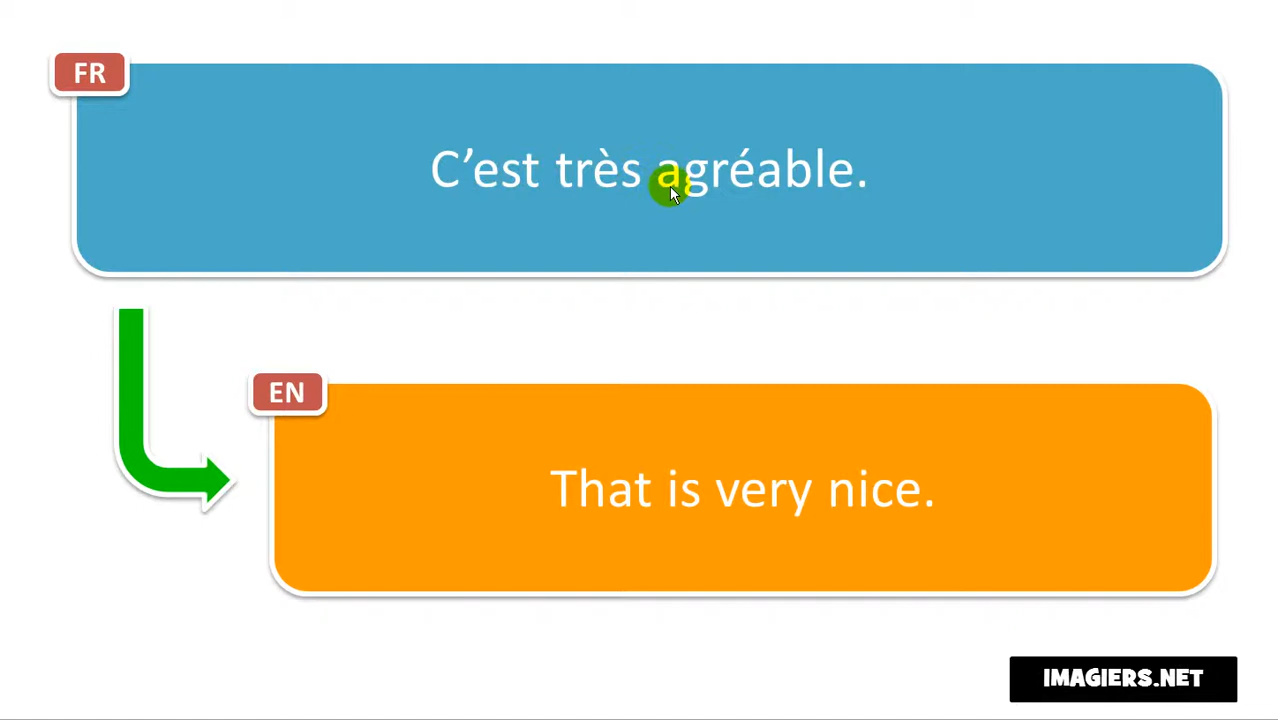 FR
C’est très agréable.
EN
That is very nice.
IMAGIERS.NET